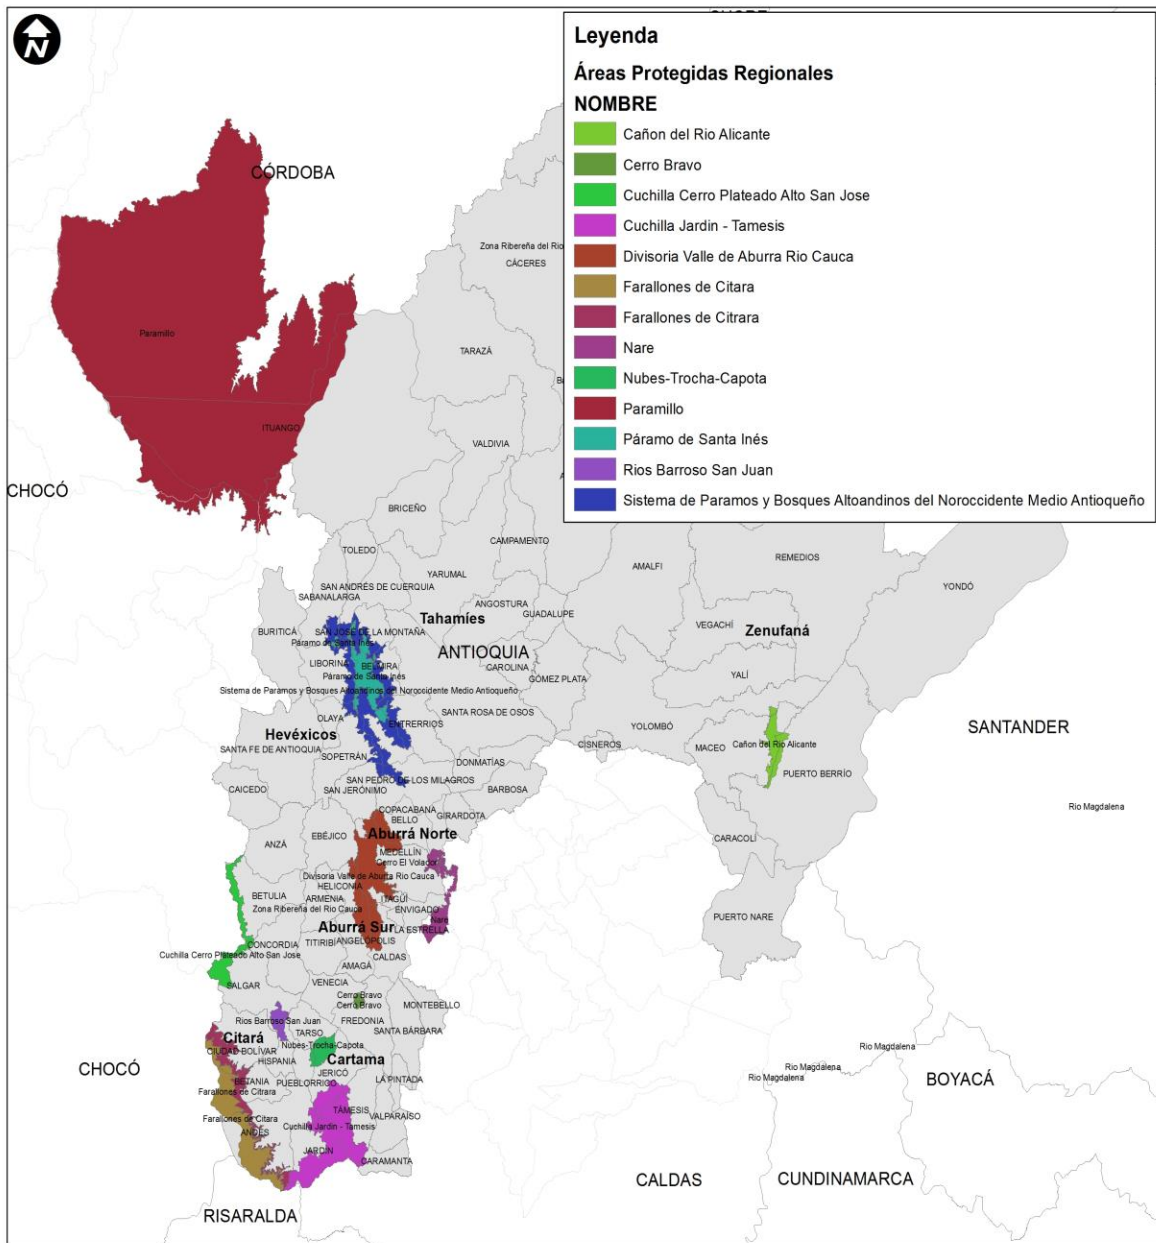 N
Leyenda
Áreas Protegidas Regionales
NOMBRE
Cañon del Rio Alicante
Cerro Bravo
Cuchilla Cerro Plateado Alto San Jose
Cuchilla Jardin - Tamesis
Divisoria Valle de Aburra Rio Cauca
Farallones de Citara
Farallones de Citrara
Nare
Nubes-Trocha-Capota
Paramillo
Páramo de Santa Inés
Rios Barroso San Juan
Sistema de Paramos y Bosques Altoandinos del Noroccidente Medio Antioqueño
CÓRDOBA
Zona Ribereña del Rio
CÁCERES
Paramillo
TARAZÁ
ITUANGO
VALDIVIA
CHOCÓ
BRICEÑO
CAMPAMENTO
TOLEDO
REMEDIOS
AMALFI
YARUMAL
SAN ANDRÉS DE CUERQUIA
YONDÓ
SABANALARGA
ANGOSTURA
GUADALUPE
Tahamíes
VEGACHÍ
Zenufaná
BURITICÁ
SAN JOSE DE LA MONTAÑA
Páramo de Santa Inés
ANTIOQUIA
LIBORINA
BELMIRA
CAROLINA
Páramo de Santa Inés
GÓMEZ PLATA
YALÍ
Sistema de Paramos y Bosques Altoandinos del Noroccidente Medio Antioqueño
SANTA ROSA DE OSOS
OLAYA
ENTRERRIOS
YOLOMBÓ
SANTANDER
Hevéxicos
CISNEROS
MACEO
Cañon del Rio Alicante
SANTA FE DE ANTIOQUIA
SOPETRÁN
DONMATÍAS
PUERTO BERRÍO
SAN PEDRO DE LOS MILAGROS
CAICEDO
SAN JERÓNIMO
BARBOSA
Rio Magdalena
COPACABANA
BELLO
GIRARDOTA
Aburrá Norte
EBÉJICO
CARACOLÍ
ANZÁ
MEDELLÍN
Cerro El Volador
Divisoria Valle de Aburra Rio Cauca
HELICONIA
BETULIA
ARMENIA
ITAGÜÍ
Zona Ribereña del Rio Cauca
ENVIGADO
PUERTO NARE
Nare
Aburrá Sur
LA ESTRELLA
CONCORDIA
TITIRIBÍ
ANGELÓPOLIS
Cuchilla Cerro Plateado Alto San Jose
CALDAS
AMAGÁ
SALGAR
VENECIA
Cerro Bravo
Cerro Bravo
MONTEBELLO
Rios Barroso San Juan
FREDONIA
TARSO
SANTA BÁRBARA
Citará
Nubes-Trocha-Capota
Rio Magdalena
CIUDAD BOLÍVAR
HISPANIA
Cartama
CHOCÓ
JERICÓ
Rio Magdalena
Rio Magdalena
BETANIA
PUEBLORRICO
LA PINTADA
BOYACÁ
Farallones de Citrara
TÁMESIS
VALPARAÍSO
Farallones de Citara
Cuchilla Jardin - Tamesis
ANDES
JARDÍN
CARAMANTA
CALDAS
CUNDINAMARCA
RISARALDA